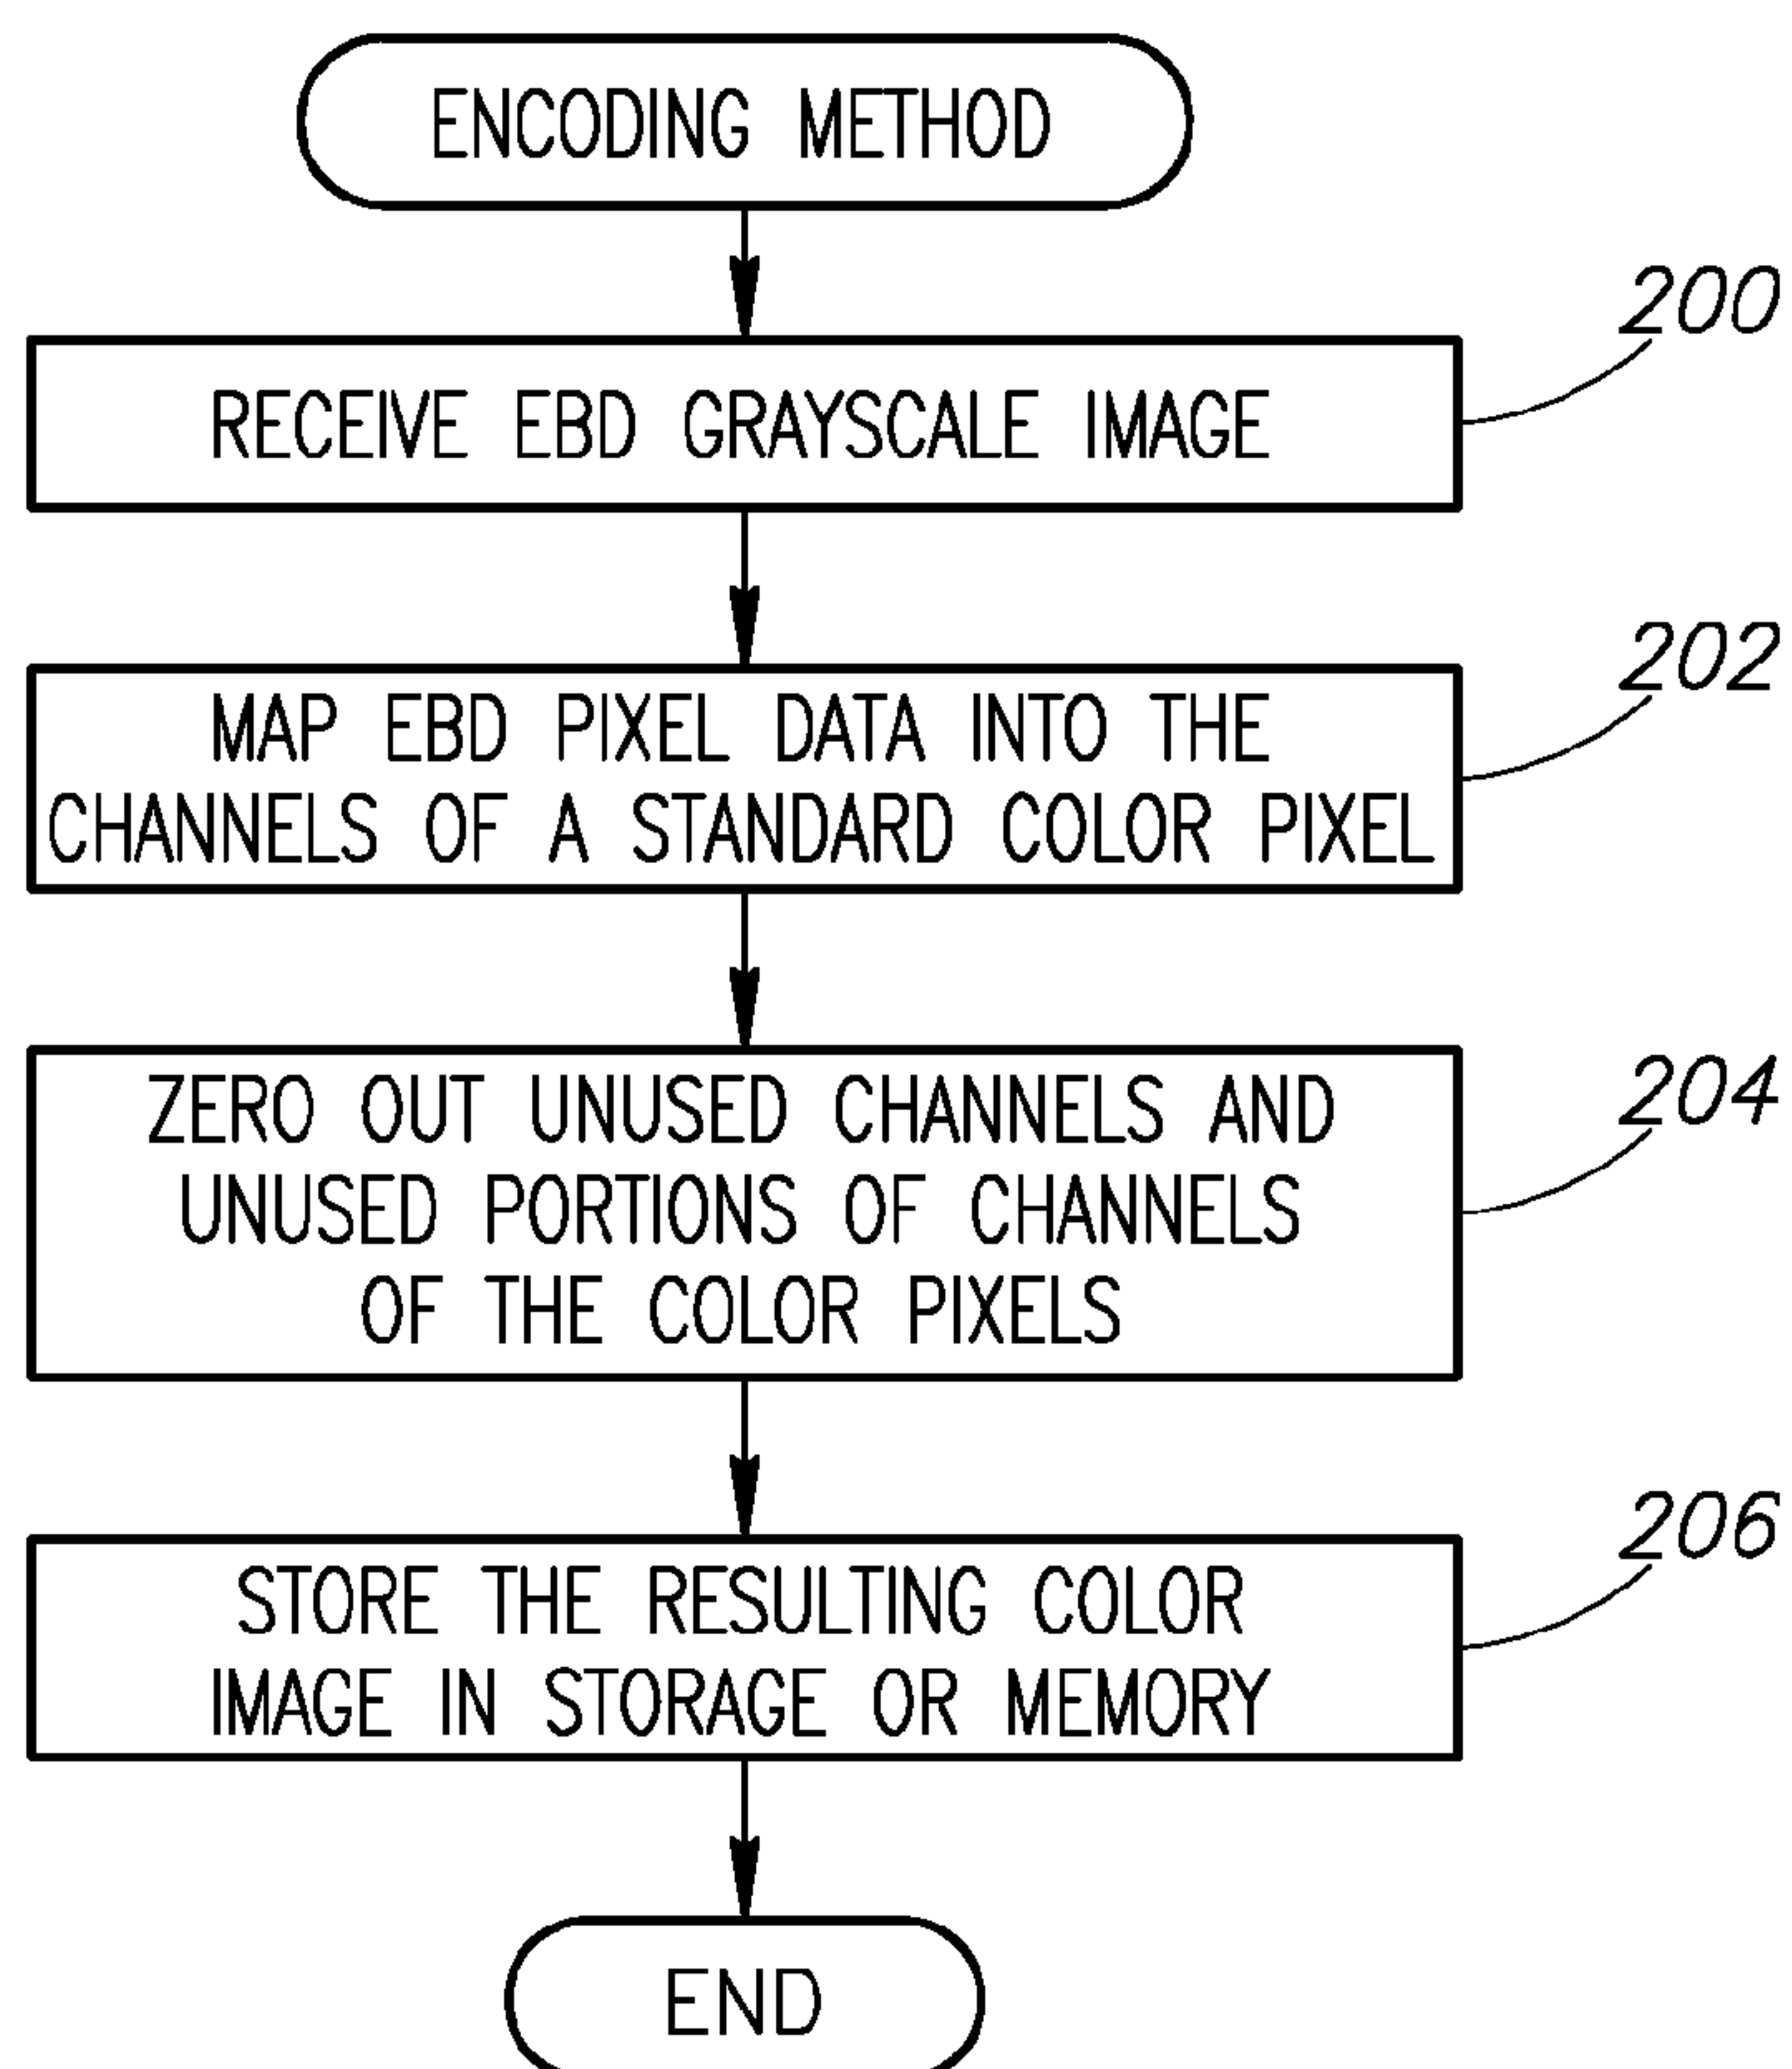 ENCODING METHOD
200
RECEIVE EBD GRAYSCALE IMAGE
202
MAP EBD PIXEL DATA INTO THE
CHANNELS OF A STANDARD COLOR PIXEL
204
ZERO OUT UNUSED CHANNELS AND
UNUSED PORTIONS OF CHANNELS
OF THE COLOR PIXELS
206
STORE THE RESULTING COLOR
IMAGE IN STORAGE OR MEMORY
END